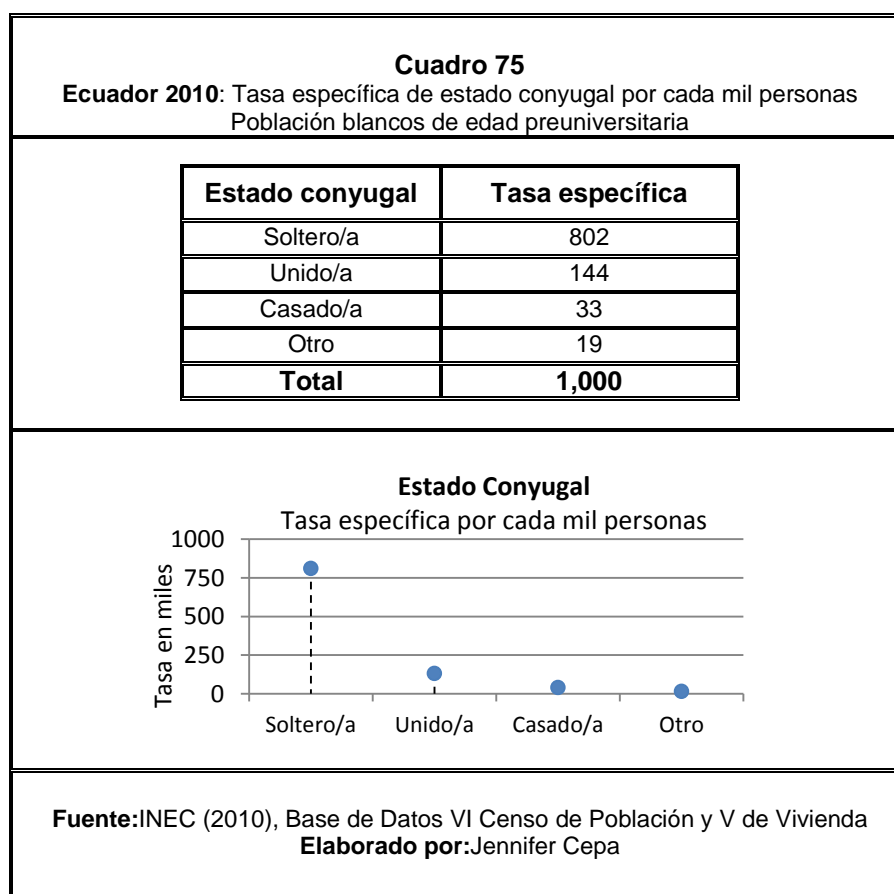 Cuadro 75
Ecuador 2010: Tasa específica de estado conyugal por cada mil personas
Población blancos de edad preuniversitaria
Estado conyugal Tasa específica
Soltero/a 802
Unido/a 144
Casado/a 33
Otro 19
Total 1,000
Estado Conyugal
Tasa específica por cada mil personas
Tasa en miles
1000
750
500
250
0
Soltero/a Unido/a Casado/a Otro
Fuente:INEC (2010), Base de Datos VI Censo de Población y V de Vivienda
Elaborado por:Jennifer Cepa